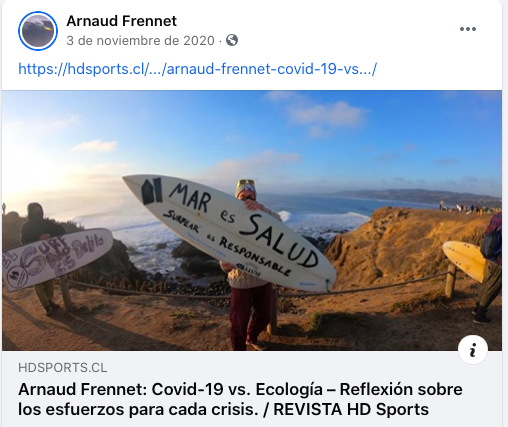 Arnaud Frennet
3 de noviembre de 2020
https://hdsports.cl/.../arnaud-frennet-covid-19-vs.../
MAR es SALUD
SURFEAR es RESPONSABLE
SURF
HDSPORTS.CL
Arnaud Frennet: Covid-19 vs. Ecología – Reflexión sobre
los esfuerzos para cada crisis. / REVISTA HD Sports